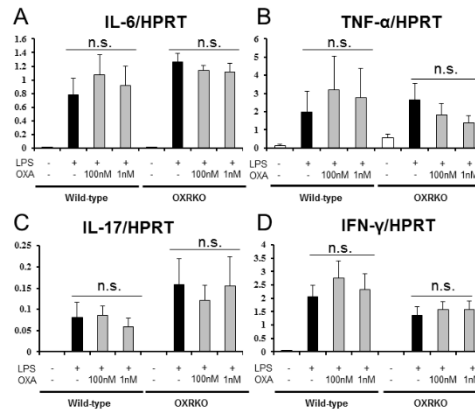 A
IL-6/HPRT
n.s.
n.s.
1.6
1.4
1.2
1
0.8
0.6
0.4
0.2
0
LPS - + + + - + + +
OXA - - 100nM 1nM - - 100nM 1nM
Wild-type OXRKO
B
TNF-α/HPRT
n.s.
n.s.
6
5
4
3
2
1
0
LPS - + + + - + + +
OXA - - 100nM 1nM - - 100nM 1nM
Wild-type OXRKO
C
IL-17/HPRT
n.s.
n.s.
0.25
0.2
0.15
0.1
0.05
0
LPS - + + + - + + +
OXA - - 100nM 1nM - - 100nM 1nM
Wild-type OXRKO
D
IFN-γ/HPRT
n.s.
n.s.
4
3.5
3
2.5
2
1.5
1
0.5
0
LPS - + + + - + + +
OXA - - 100nM 1nM - - 100nM 1nM
Wild-type OXRKO